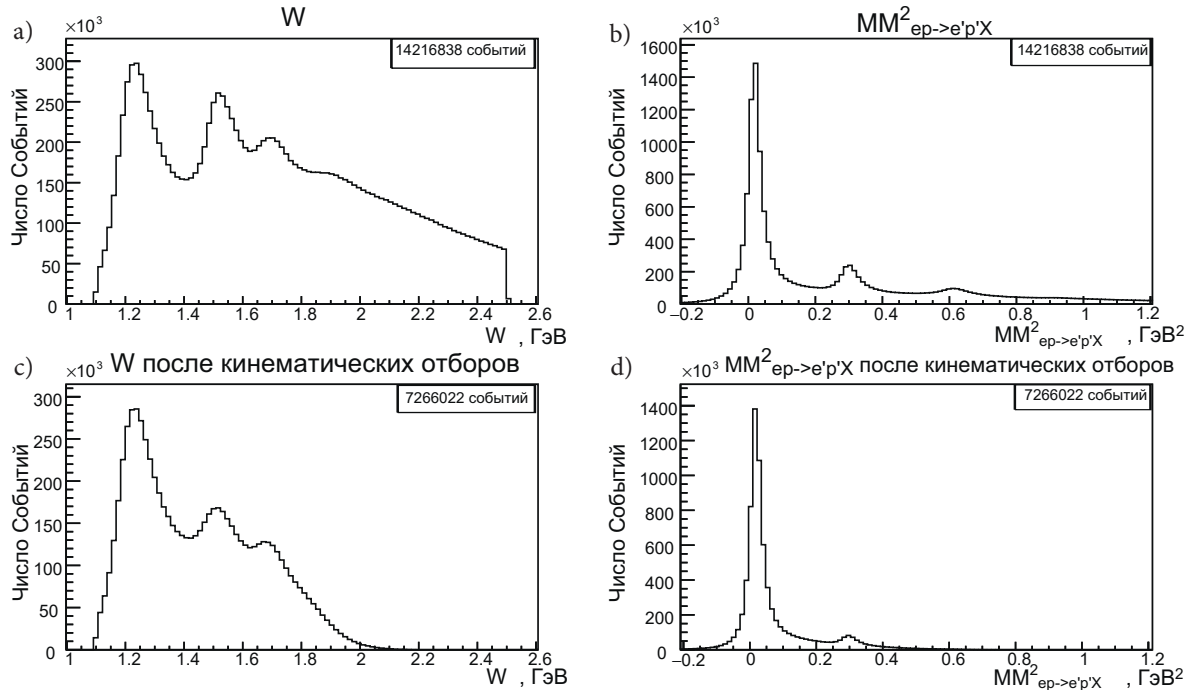 a)
W
×10³
14216838 событий
Число Событий
300
250
200
150
100
50
0
1 1.2 1.4 1.6 1.8 2 2.2 2.4 2.6
W , ГэВ
b)
MM²ep->e'p'X
×10³
14216838 событий
Число Событий
1600
1400
1200
1000
800
600
400
200
0
−0.2 0 0.2 0.4 0.6 0.8 1 1.2
MM²ep->e'p'X , ГэВ²
c)
W после кинематических отборов
×10³
7266022 событий
Число Событий
300
250
200
150
100
50
0
1 1.2 1.4 1.6 1.8 2 2.2 2.4 2.6
W , ГэВ
d)
MM²ep->e'p'X после кинематических отборов
×10³
7266022 событий
Число Событий
1400
1200
1000
800
600
400
200
0
−0.2 0 0.2 0.4 0.6 0.8 1 1.2
MM²ep->e'p'X , ГэВ²